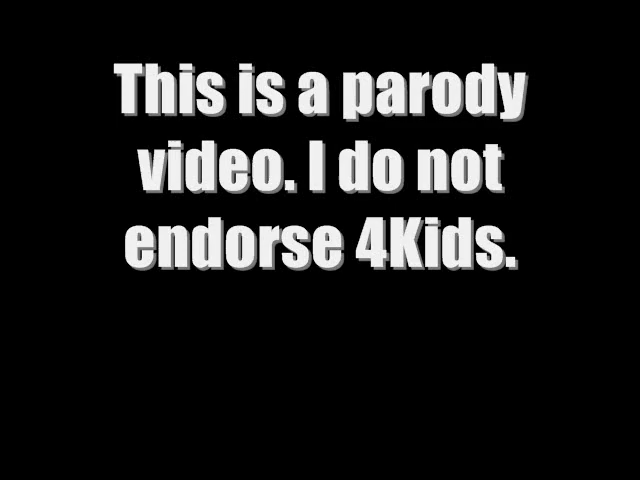 This is a parody
video. I do not
endorse 4Kids.